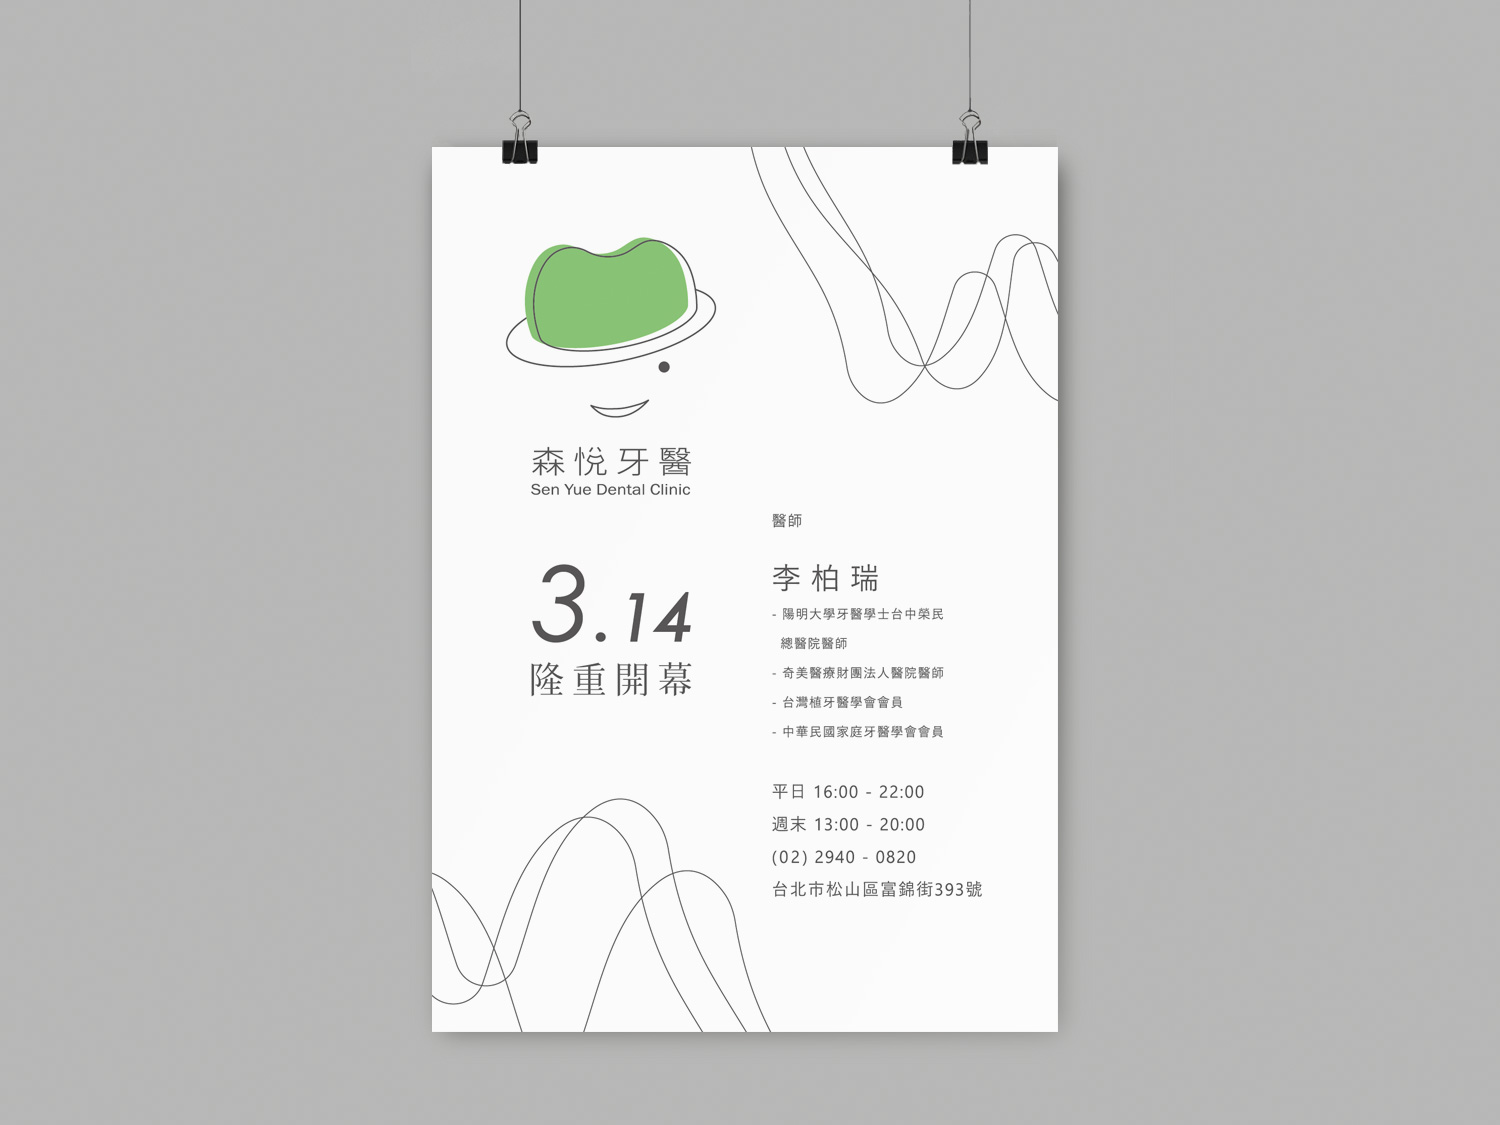 森悅牙醫
Sen Yue Dental Clinic
3.14
隆重開幕
醫師
李柏瑞
- 陽明大學牙醫學士台中榮民
總醫院醫師
- 奇美醫療財團法人醫院醫師
- 台灣植牙醫學會會員
- 中華民國家庭牙醫學會會員
平日 16:00 - 22:00
週末 13:00 - 20:00
(02) 2940 - 0820
台北市松山區富錦街393號